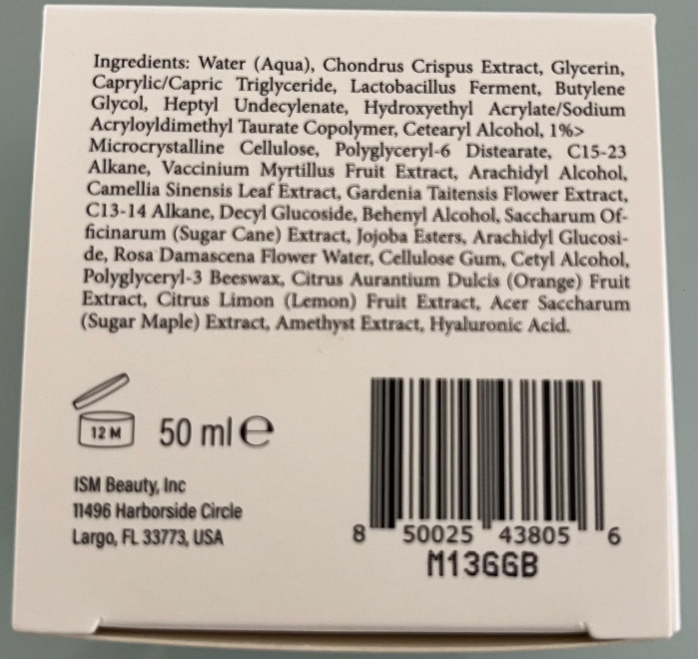 Ingredients: Water (Aqua), Chondrus Crispus Extract, Glycerin,
Caprylic/Capric Triglyceride, Lactobacillus Ferment, Butylene
Glycol, Heptyl Undecylenate, Hydroxyethyl Acrylate/Sodium
Acryloyldimethyl Taurate Copolymer, Cetearyl Alcohol, 1%>
Microcrystalline Cellulose, Polyglyceryl-6 Distearate, C15-23
Alkane, Vaccinium Myrtillus Fruit Extract, Arachidyl Alcohol,
Camellia Sinensis Leaf Extract, Gardenia Taitensis Flower Extract,
C13-14 Alkane, Decyl Glucoside, Behenyl Alcohol, Saccharum Of-
ficinarum (Sugar Cane) Extract, Jojoba Esters, Arachidyl Glucosi-
de, Rosa Damascena Flower Water, Cellulose Gum, Cetyl Alcohol,
Polyglyceryl-3 Beeswax, Citrus Aurantium Dulcis (Orange) Fruit
Extract, Citrus Limon (Lemon) Fruit Extract, Acer Saccharum
(Sugar Maple) Extract, Amethyst Extract, Hyaluronic Acid.
12 M
50 ml ℮
ISM Beauty, Inc
11496 Harborside Circle
Largo, FL 33773, USA
8 50025 43805 6
M136GB